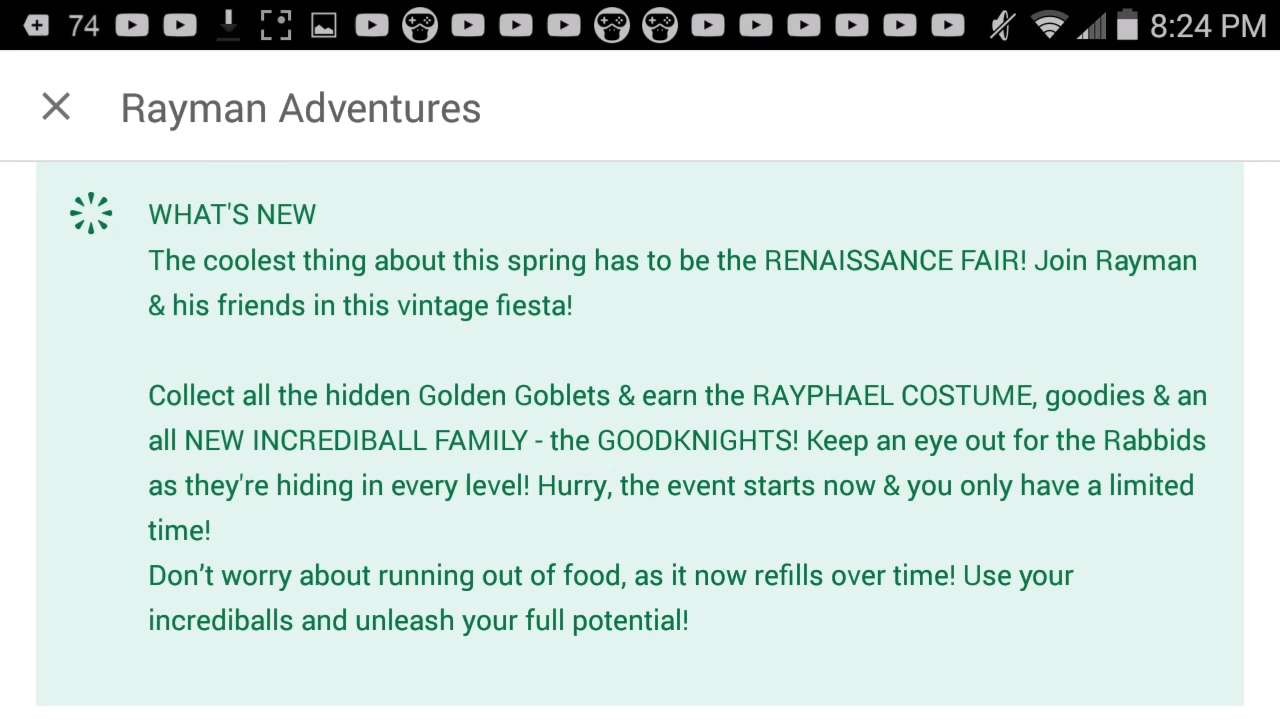 74 8:24 PM
Rayman Adventures
WHAT'S NEW
The coolest thing about this spring has to be the RENAISSANCE FAIR! Join Rayman
& his friends in this vintage fiesta!
Collect all the hidden Golden Goblets & earn the RAYPHAEL COSTUME, goodies & an
all NEW INCREDIBALL FAMILY - the GOODKNIGHTS! Keep an eye out for the Rabbids
as they're hiding in every level! Hurry, the event starts now & you only have a limited
time!
Don’t worry about running out of food, as it now refills over time! Use your
incrediballs and unleash your full potential!